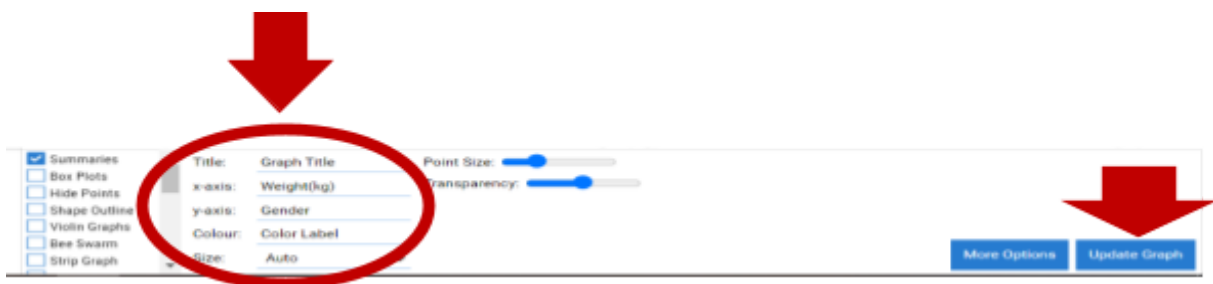 Summaries
Box Plots
Hide Points
Shape Outline
Violin Graphs
Bee Swarm
Strip Graph
Title: Graph Title
x-axis: Weight(kg)
y-axis: Gender
Colour: Color Label
Size: Auto
Point Size:
Transparency:
More Options
Update Graph